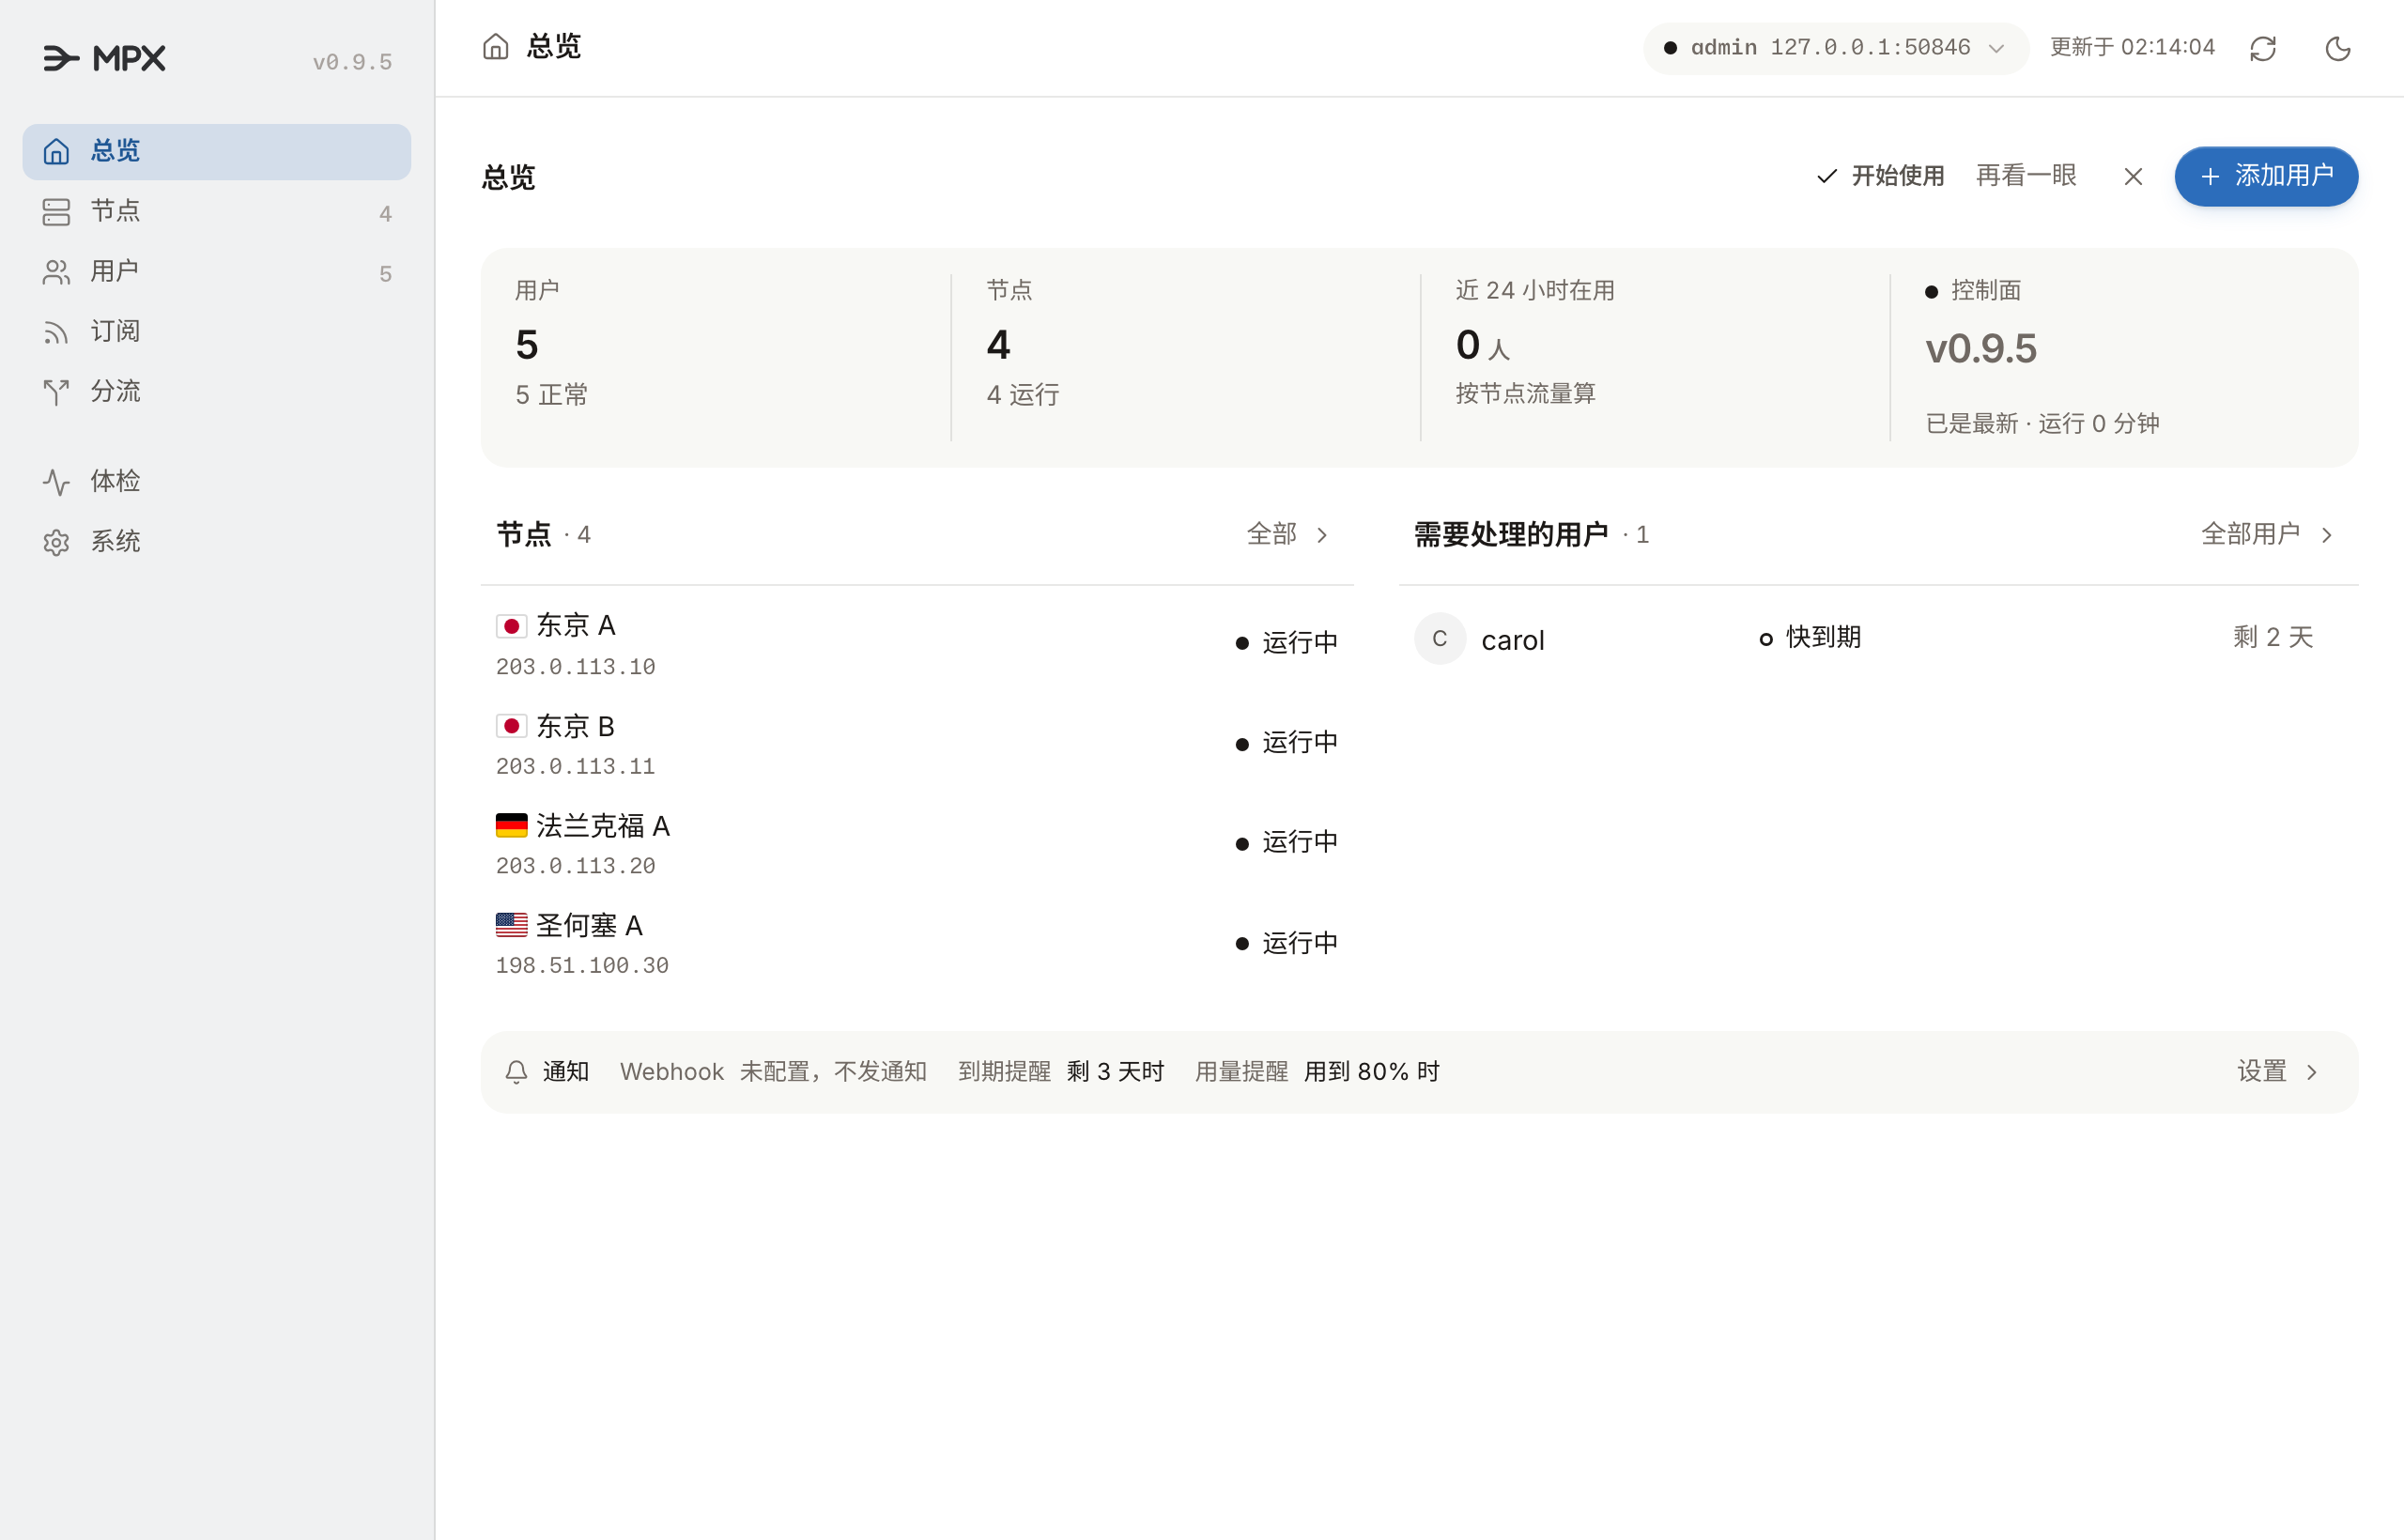 MPX v0.9.5
总览
节点 4
用户 5
订阅
分流
体检
系统
总览
admin 127.0.0.1:50846 更新于 02:14:04
总览
开始使用 再看一眼 添加用户
用户
5
5 正常
节点
4
4 运行
近 24 小时在用
0 人
按节点流量算
控制面
v0.9.5
已是最新 · 运行 0 分钟
节点 · 4 全部
东京 A
203.0.113.10
运行中
东京 B
203.0.113.11
运行中
法兰克福 A
203.0.113.20
运行中
圣何塞 A
198.51.100.30
运行中
需要处理的用户 · 1 全部用户
C carol 快到期 剩 2 天
通知 Webhook 未配置，不发通知 到期提醒 剩 3 天时 用量提醒 用到 80% 时 设置